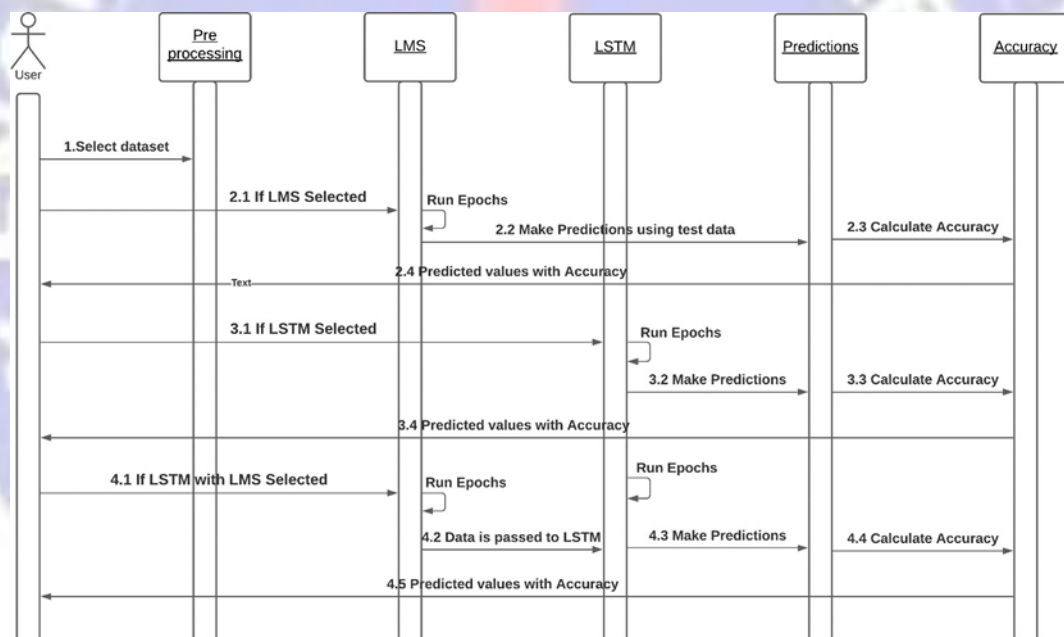 User
Pre
processing
LMS
LSTM
Predictions
Accuracy
1.Select dataset
2.1 If LMS Selected
Run Epochs
2.2 Make Predictions using test data
2.3 Calculate Accuracy
2.4 Predicted values with Accuracy
Text
3.1 If LSTM Selected
Run Epochs
3.2 Make Predictions
3.3 Calculate Accuracy
3.4 Predicted values with Accuracy
4.1 If LSTM with LMS Selected
Run Epochs
Run Epochs
4.2 Data is passed to LSTM
4.3 Make Predictions
4.4 Calculate Accuracy
4.5 Predicted values with Accuracy